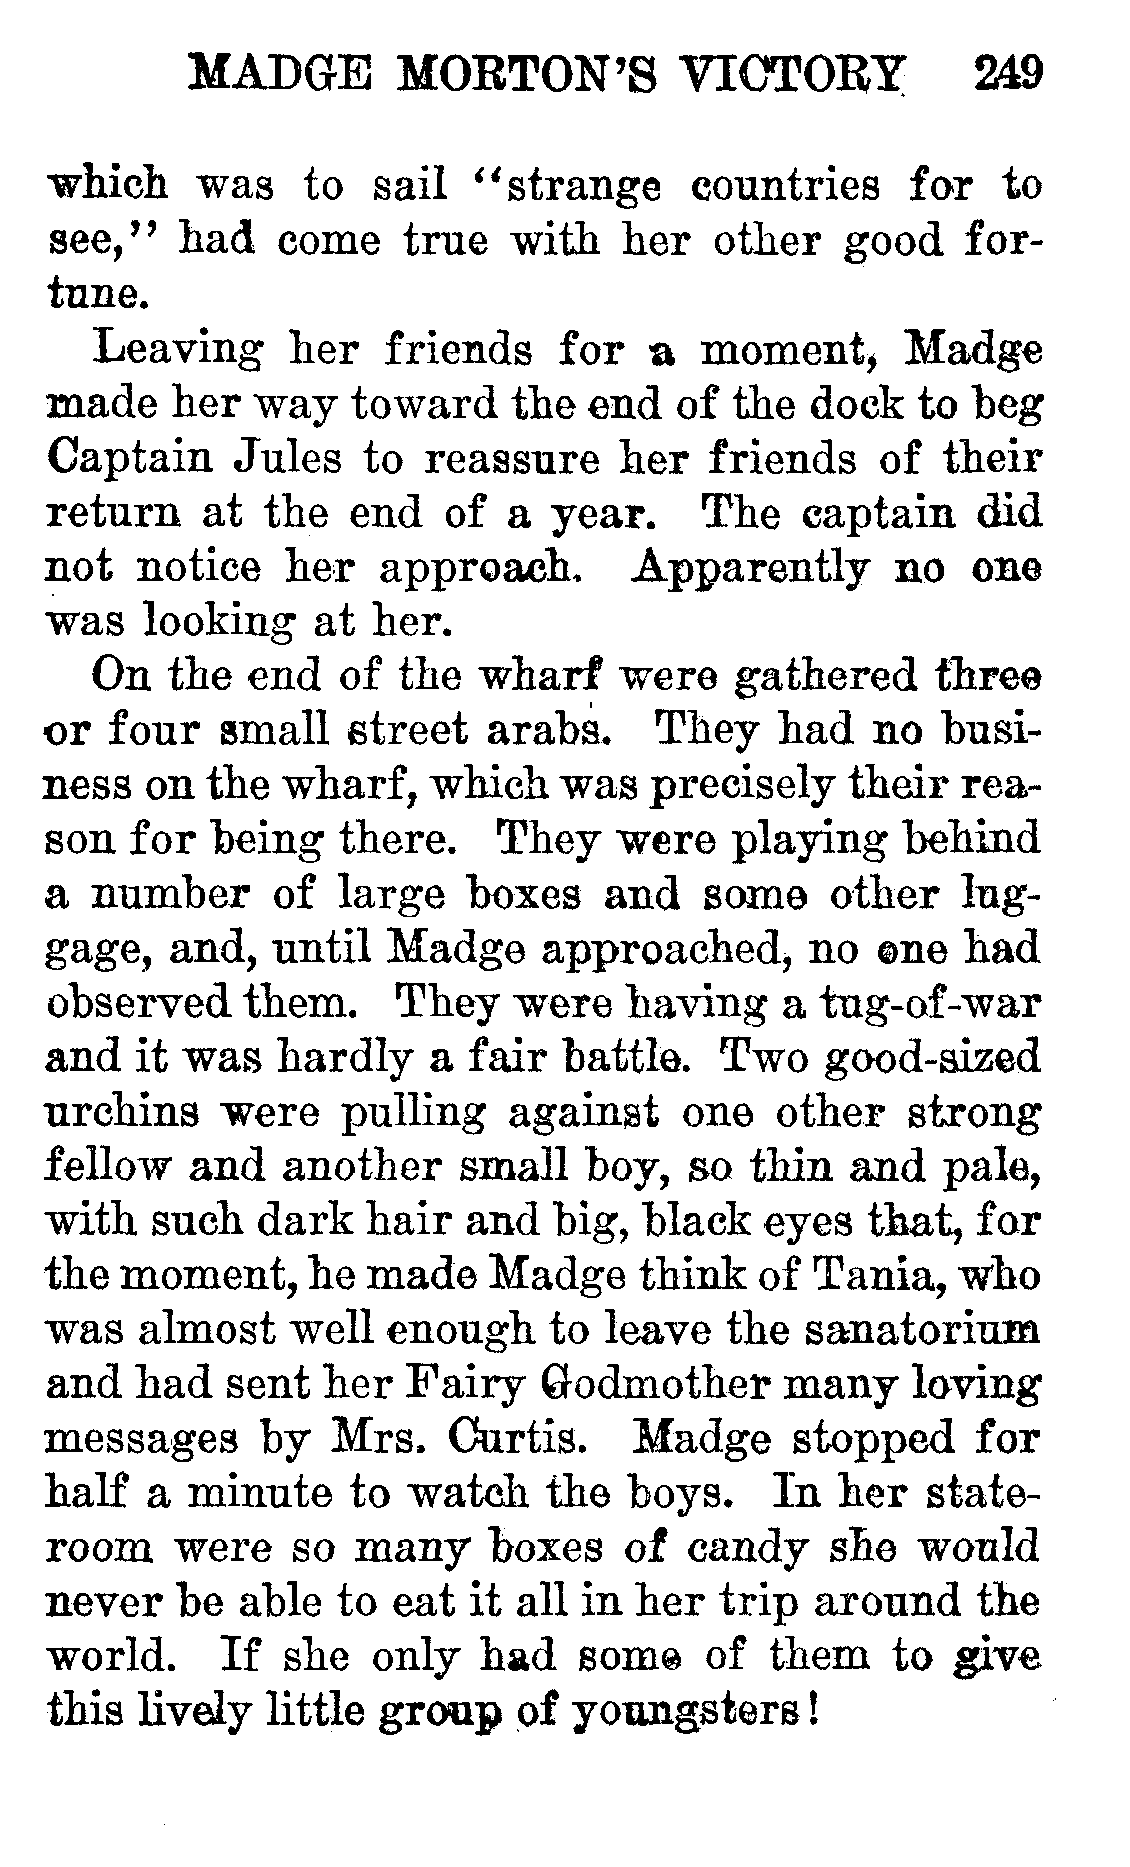 MADGE MORTON'S VICTORY 249
which was to sail "strange countries for to
see," had come true with her other good for-
tune.
Leaving her friends for a moment, Madge
made her way toward the end of the dock to beg
Captain Jules to reassure her friends of their
return at the end of a year. The captain did
not notice her approach. Apparently no one
was looking at her.
On the end of the wharf were gathered three
or four small street arabs. They had no busi-
ness on the wharf, which was precisely their rea-
son for being there. They were playing behind
a number of large boxes and some other lug-
gage, and, until Madge approached, no one had
observed them. They were having a tug-of-war
and it was hardly a fair battle. Two good-sized
urchins were pulling against one other strong
fellow and another small boy, so thin and pale,
with such dark hair and big, black eyes that, for
the moment, he made Madge think of Tania, who
was almost well enough to leave the sanatorium
and had sent her Fairy Godmother many loving
messages by Mrs. Curtis. Madge stopped for
half a minute to watch the boys. In her state-
room were so many boxes of candy she would
never be able to eat it all in her trip around the
world. If she only had some of them to give
this lively little group of youngsters!